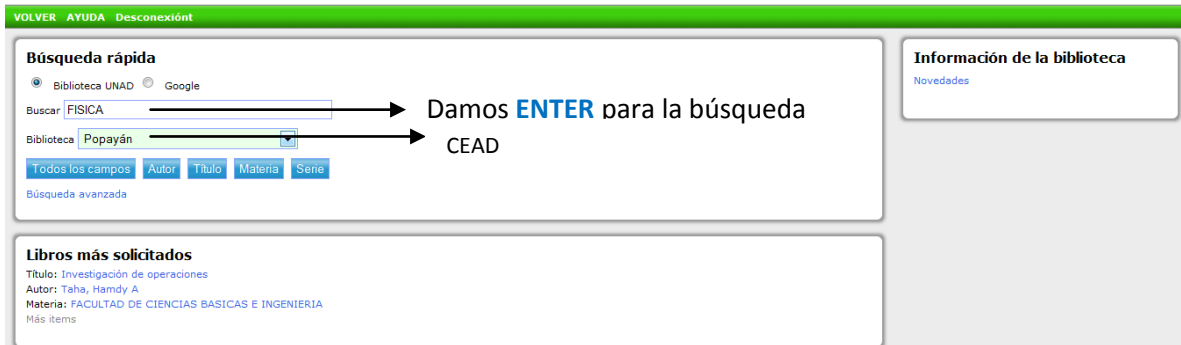 VOLVER AYUDA Desconexiónt
Búsqueda rápida
Biblioteca UNAD Google
Buscar FISICA
Damos ENTER para la búsqueda
Biblioteca Popayán
CEAD
Todos los campos Autor Título Materia Serie
Búsqueda avanzada
Información de la biblioteca
Novedades
Libros más solicitados
Título: Investigación de operaciones
Autor: Taha, Hamdy A
Materia: FACULTAD DE CIENCIAS BASICAS E INGENIERIA
Más items